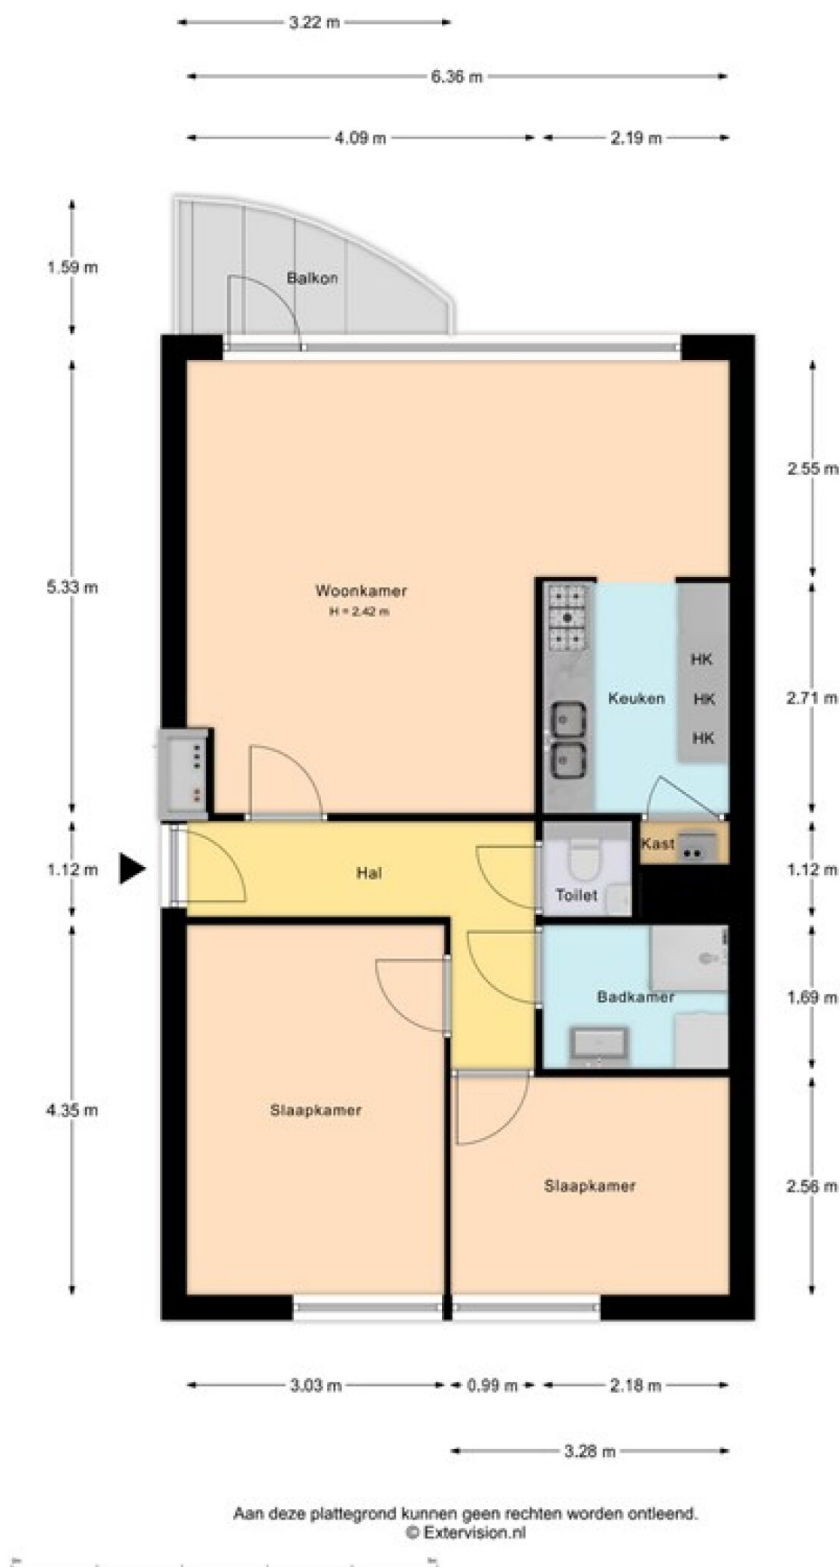 3.22 m
6.36 m
4.09 m
2.19 m
1.59 m
Balkon
2.55 m
5.33 m
Woonkamer
H = 2.42 m
HK
Keuken
HK
2.71 m
HK
1.12 m
Hal
Kast
1.12 m
Toilet
Badkamer
1.69 m
4.35 m
Slaapkamer
Slaapkamer
2.56 m
3.03 m
0.99 m
2.18 m
3.28 m
Aan deze plattegrond kunnen geen rechten worden ontleend.
© Extervision.nl